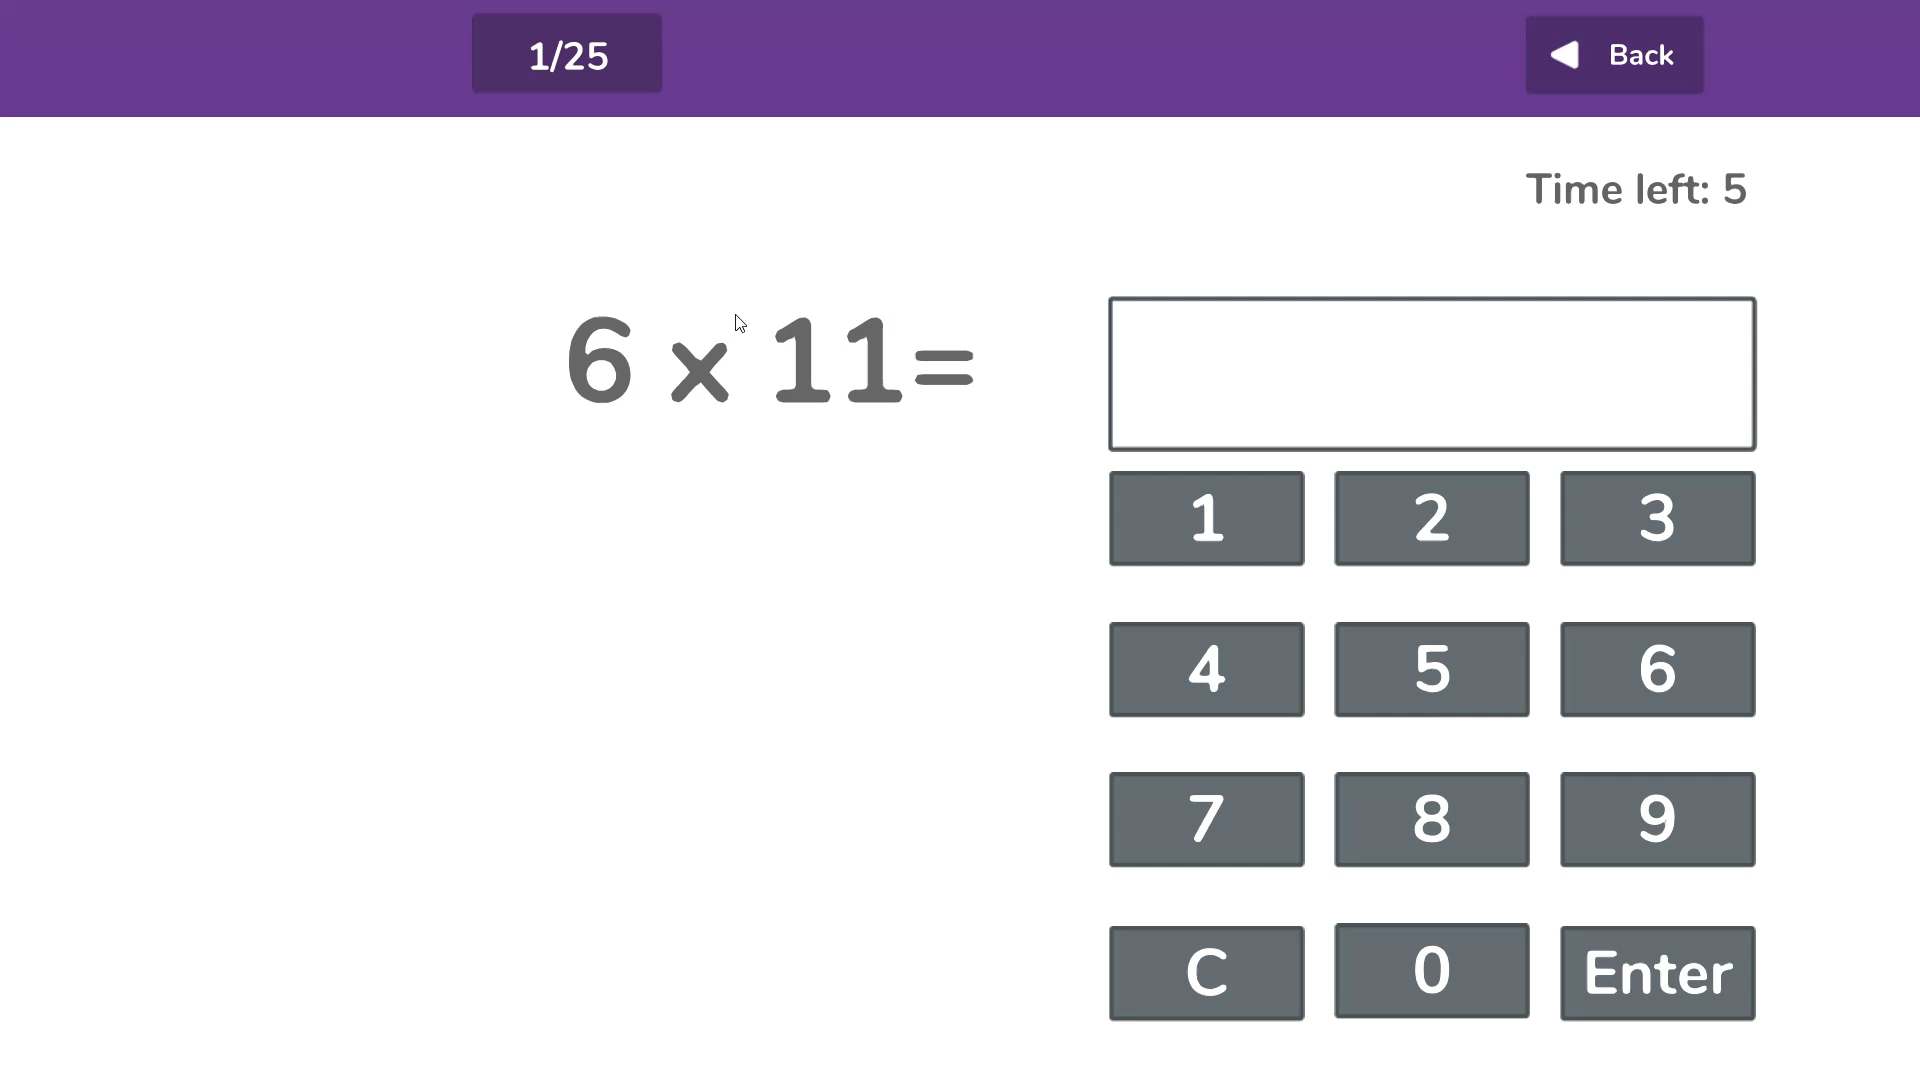 1/25
Back
Time left: 5
6 x 11=
1 2 3
4 5 6
7 8 9
C 0 Enter